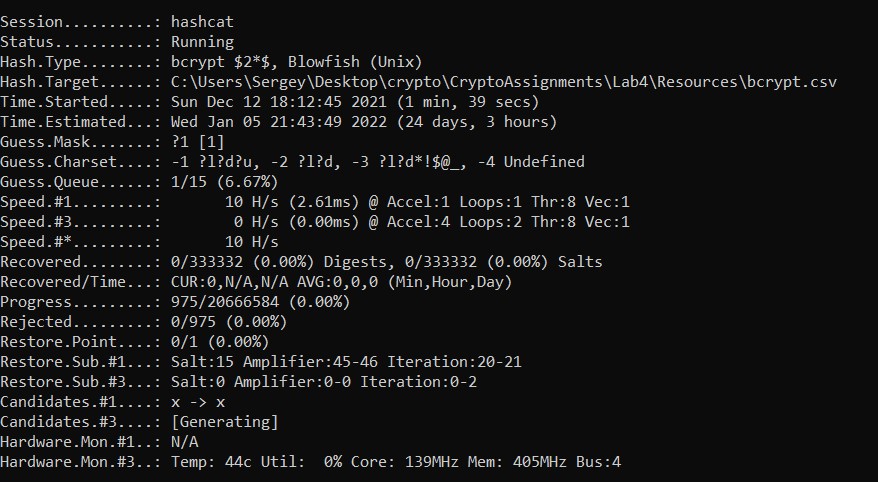 Session..........: hashcat
Status...........: Running
Hash.Type........: bcrypt $2*$, Blowfish (Unix)
Hash.Target......: C:\Users\Sergey\Desktop\crypto\CryptoAssignments\Lab4\Resources\bcrypt.csv
Time.Started.....: Sun Dec 12 18:12:45 2021 (1 min, 39 secs)
Time.Estimated...: Wed Jan 05 21:43:49 2022 (24 days, 3 hours)
Guess.Mask.......: ?1 [1]
Guess.Charset....: -1 ?l?d?u, -2 ?l?d, -3 ?l?d*!$@_, -4 Undefined
Guess.Queue......: 1/15 (6.67%)
Speed.#1.........:       10 H/s (2.61ms) @ Accel:1 Loops:1 Thr:8 Vec:1
Speed.#3.........:        0 H/s (0.00ms) @ Accel:4 Loops:2 Thr:8 Vec:1
Speed.#*.........:       10 H/s
Recovered........: 0/333332 (0.00%) Digests, 0/333332 (0.00%) Salts
Recovered/Time...: CUR:0,N/A,N/A AVG:0,0,0 (Min,Hour,Day)
Progress.........: 975/20666584 (0.00%)
Rejected.........: 0/975 (0.00%)
Restore.Point....: 0/1 (0.00%)
Restore.Sub.#1...: Salt:15 Amplifier:45-46 Iteration:20-21
Restore.Sub.#3...: Salt:0 Amplifier:0-0 Iteration:0-2
Candidates.#1....: x -> x
Candidates.#3....: [Generating]
Hardware.Mon.#1..: N/A
Hardware.Mon.#3..: Temp: 44c Util:  0% Core: 139MHz Mem: 405MHz Bus:4